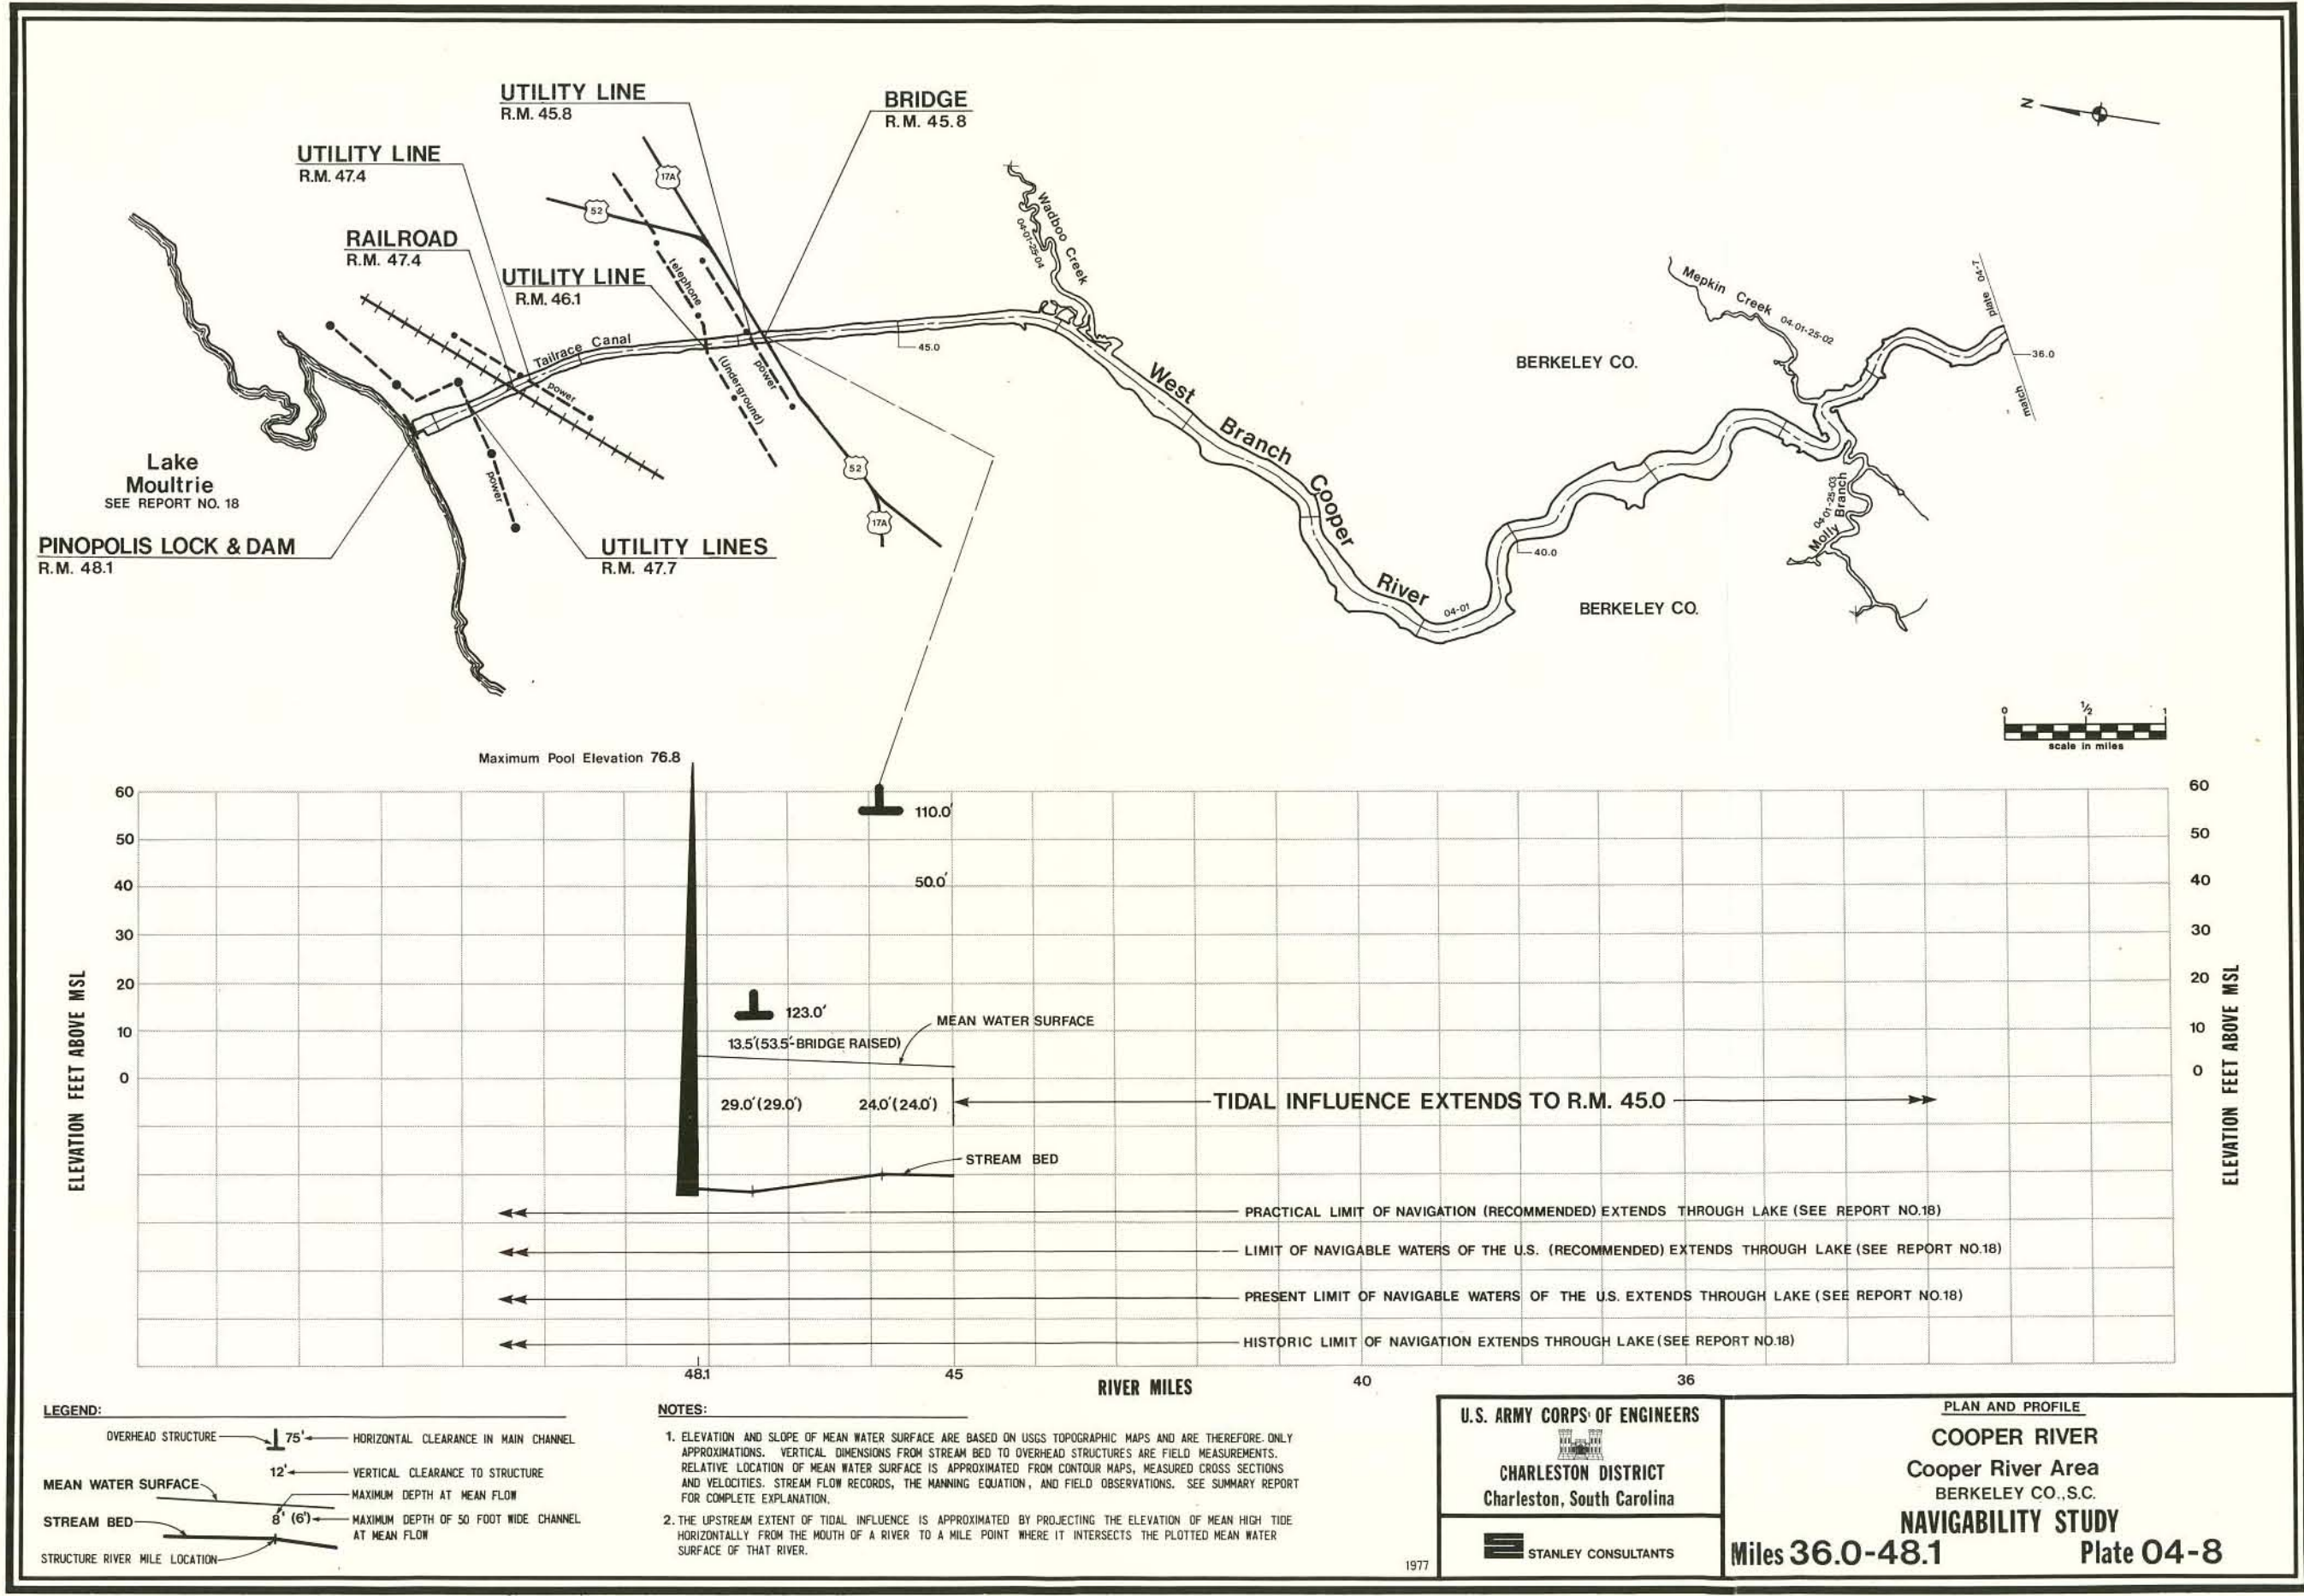 UTILITY LINE
R.M. 45.8
BRIDGE
R.M. 45.8
N
UTILITY LINE
R.M. 47.4
17A
52
RAILROAD
R.M. 47.4
UTILITY LINE
R.M. 46.1
telephone
(Underground)
power
power
power
Tailrace Canal
45.0
Wadboo Creek
04-01-25-04
Mepkin Creek 04-01-25-02
plate 04-7
match
36.0
BERKELEY CO.
West Branch Cooper River
04-01
40.0
04-01-25-03
Molly Branch
BERKELEY CO.
52
17A
Lake
Moultrie
SEE REPORT NO. 18
PINOPOLIS LOCK & DAM
R.M. 48.1
UTILITY LINES
R.M. 47.7
0 1/2 1
scale in miles
Maximum Pool Elevation 76.8
60
50
40
30
20
10
0
ELEVATION FEET ABOVE MSL
110.0'
50.0'
123.0'
13.5'(53.5'-BRIDGE RAISED)
MEAN WATER SURFACE
29.0'(29.0')
24.0'(24.0')
TIDAL INFLUENCE EXTENDS TO R.M. 45.0
STREAM BED
PRACTICAL LIMIT OF NAVIGATION (RECOMMENDED) EXTENDS THROUGH LAKE (SEE REPORT NO.18)
LIMIT OF NAVIGABLE WATERS OF THE U.S. (RECOMMENDED) EXTENDS THROUGH LAKE (SEE REPORT NO.18)
PRESENT LIMIT OF NAVIGABLE WATERS OF THE U.S. EXTENDS THROUGH LAKE (SEE REPORT NO.18)
HISTORIC LIMIT OF NAVIGATION EXTENDS THROUGH LAKE (SEE REPORT NO.18)
60
50
40
30
20
10
0
ELEVATION FEET ABOVE MSL
48.1
45
40
36
RIVER MILES
LEGEND:
OVERHEAD STRUCTURE
75'
HORIZONTAL CLEARANCE IN MAIN CHANNEL
12'
VERTICAL CLEARANCE TO STRUCTURE
MEAN WATER SURFACE
MAXIMUM DEPTH AT MEAN FLOW
STREAM BED
8' (6')
MAXIMUM DEPTH OF 50 FOOT WIDE CHANNEL
AT MEAN FLOW
STRUCTURE RIVER MILE LOCATION
NOTES:
1. ELEVATION AND SLOPE OF MEAN WATER SURFACE ARE BASED ON USGS TOPOGRAPHIC MAPS AND ARE THEREFORE ONLY
APPROXIMATIONS. VERTICAL DIMENSIONS FROM STREAM BED TO OVERHEAD STRUCTURES ARE FIELD MEASUREMENTS.
RELATIVE LOCATION OF MEAN WATER SURFACE IS APPROXIMATED FROM CONTOUR MAPS, MEASURED CROSS SECTIONS
AND VELOCITIES. STREAM FLOW RECORDS, THE MANNING EQUATION, AND FIELD OBSERVATIONS. SEE SUMMARY REPORT
FOR COMPLETE EXPLANATION.
2. THE UPSTREAM EXTENT OF TIDAL INFLUENCE IS APPROXIMATED BY PROJECTING THE ELEVATION OF MEAN HIGH TIDE
HORIZONTALLY FROM THE MOUTH OF A RIVER TO A MILE POINT WHERE IT INTERSECTS THE PLOTTED MEAN WATER
SURFACE OF THAT RIVER.
1977
U.S. ARMY CORPS OF ENGINEERS
CHARLESTON DISTRICT
Charleston, South Carolina
STANLEY CONSULTANTS
PLAN AND PROFILE
COOPER RIVER
Cooper River Area
BERKELEY CO., S.C.
NAVIGABILITY STUDY
Miles 36.0-48.1
Plate 04-8